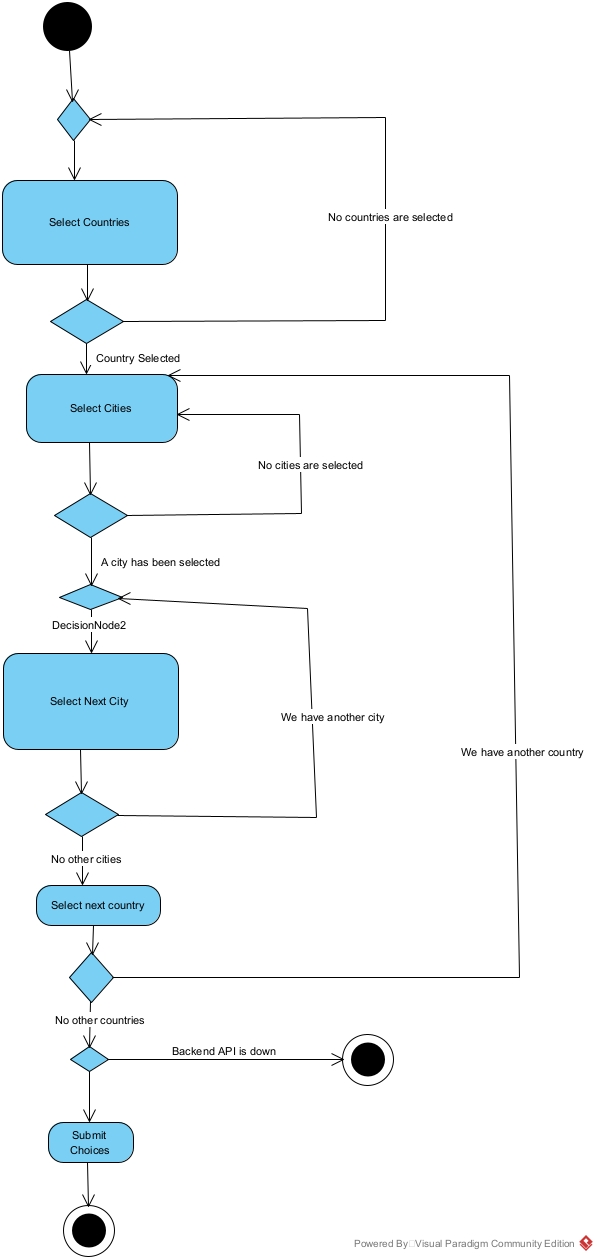 Select Countries
No countries are selected
Country Selected
Select Cities
No cities are selected
A city has been selected
DecisionNode2
Select Next City
We have another city
We have another country
No other cities
Select next country
No other countries
Backend API is down
Submit
Choices
Powered By Visual Paradigm Community Edition